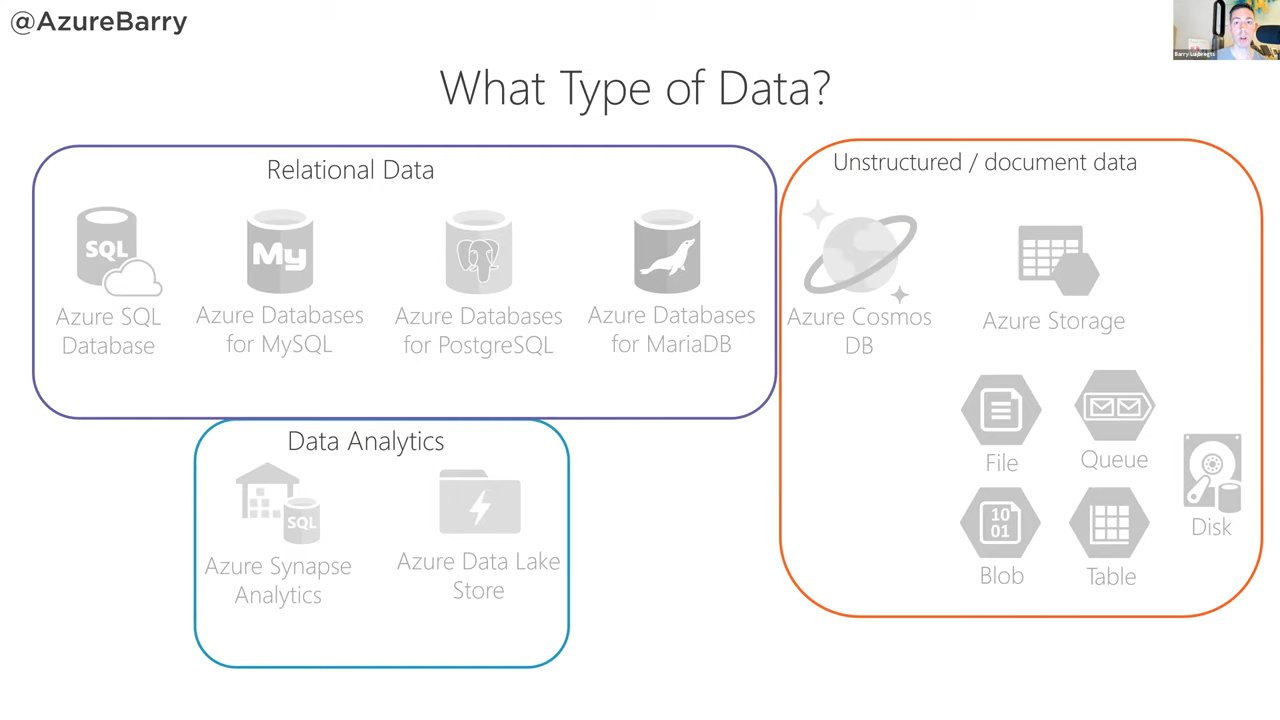 @AzureBarry
What Type of Data?
Relational Data
SQL
Azure SQL
Database
My
Azure Databases
for MySQL
Azure Databases
for PostgreSQL
Azure Databases
for MariaDB
Unstructured / document data
Azure Cosmos
DB
Azure Storage
File
Queue
10
01
Blob
Table
Disk
Data Analytics
SQL
Azure Synapse
Analytics
Azure Data Lake
Store
Barry